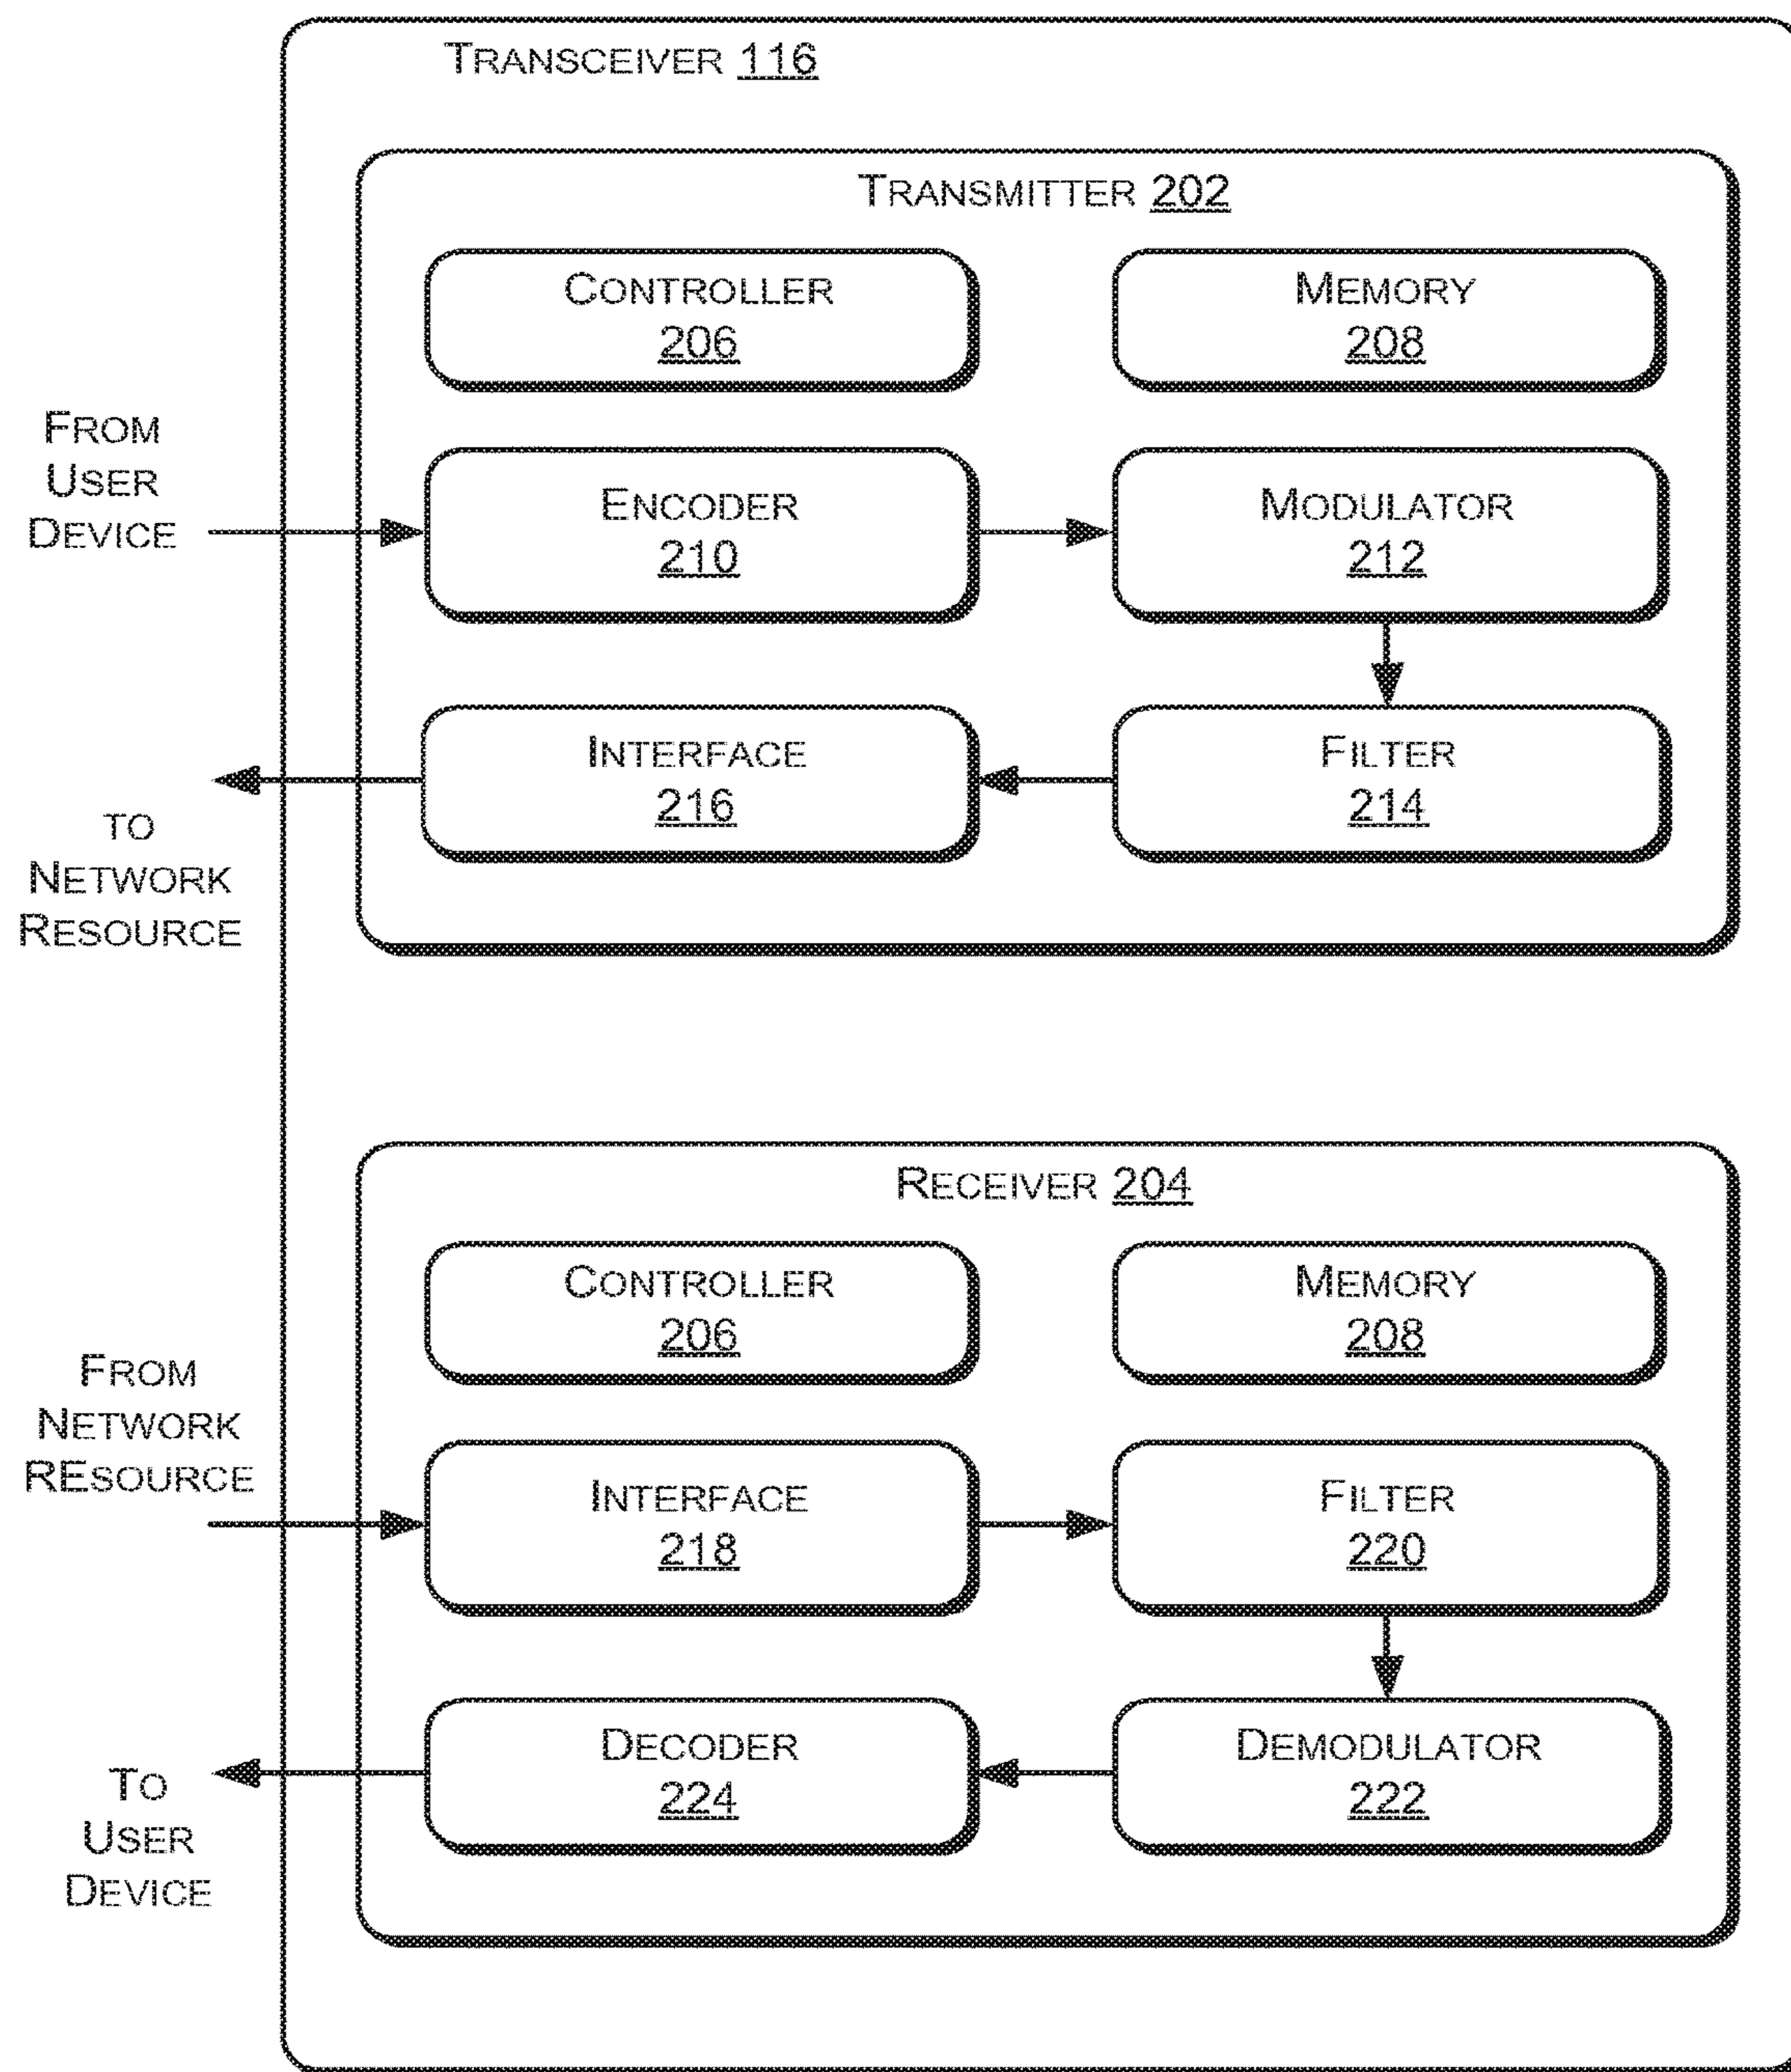 TRANSCEIVER 116
TRANSMITTER 202
CONTROLLER
206
MEMORY
208
FROM
USER
DEVICE
ENCODER
210
MODULATOR
212
INTERFACE
216
FILTER
214
TO
NETWORK
RESOURCE
RECEIVER 204
CONTROLLER
206
MEMORY
208
FROM
NETWORK
RESOURCE
INTERFACE
218
FILTER
220
DECODER
224
DEMODULATOR
222
TO
USER
DEVICE